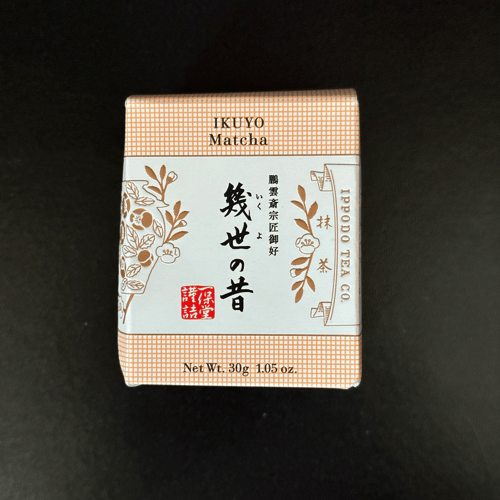 IKUYO
Matcha
鵬雲斎宗匠御好
幾世の昔
いくよ
一保堂
謹詰
抹茶
IPPODO TEA CO.
Net Wt. 30g 1.05 oz.